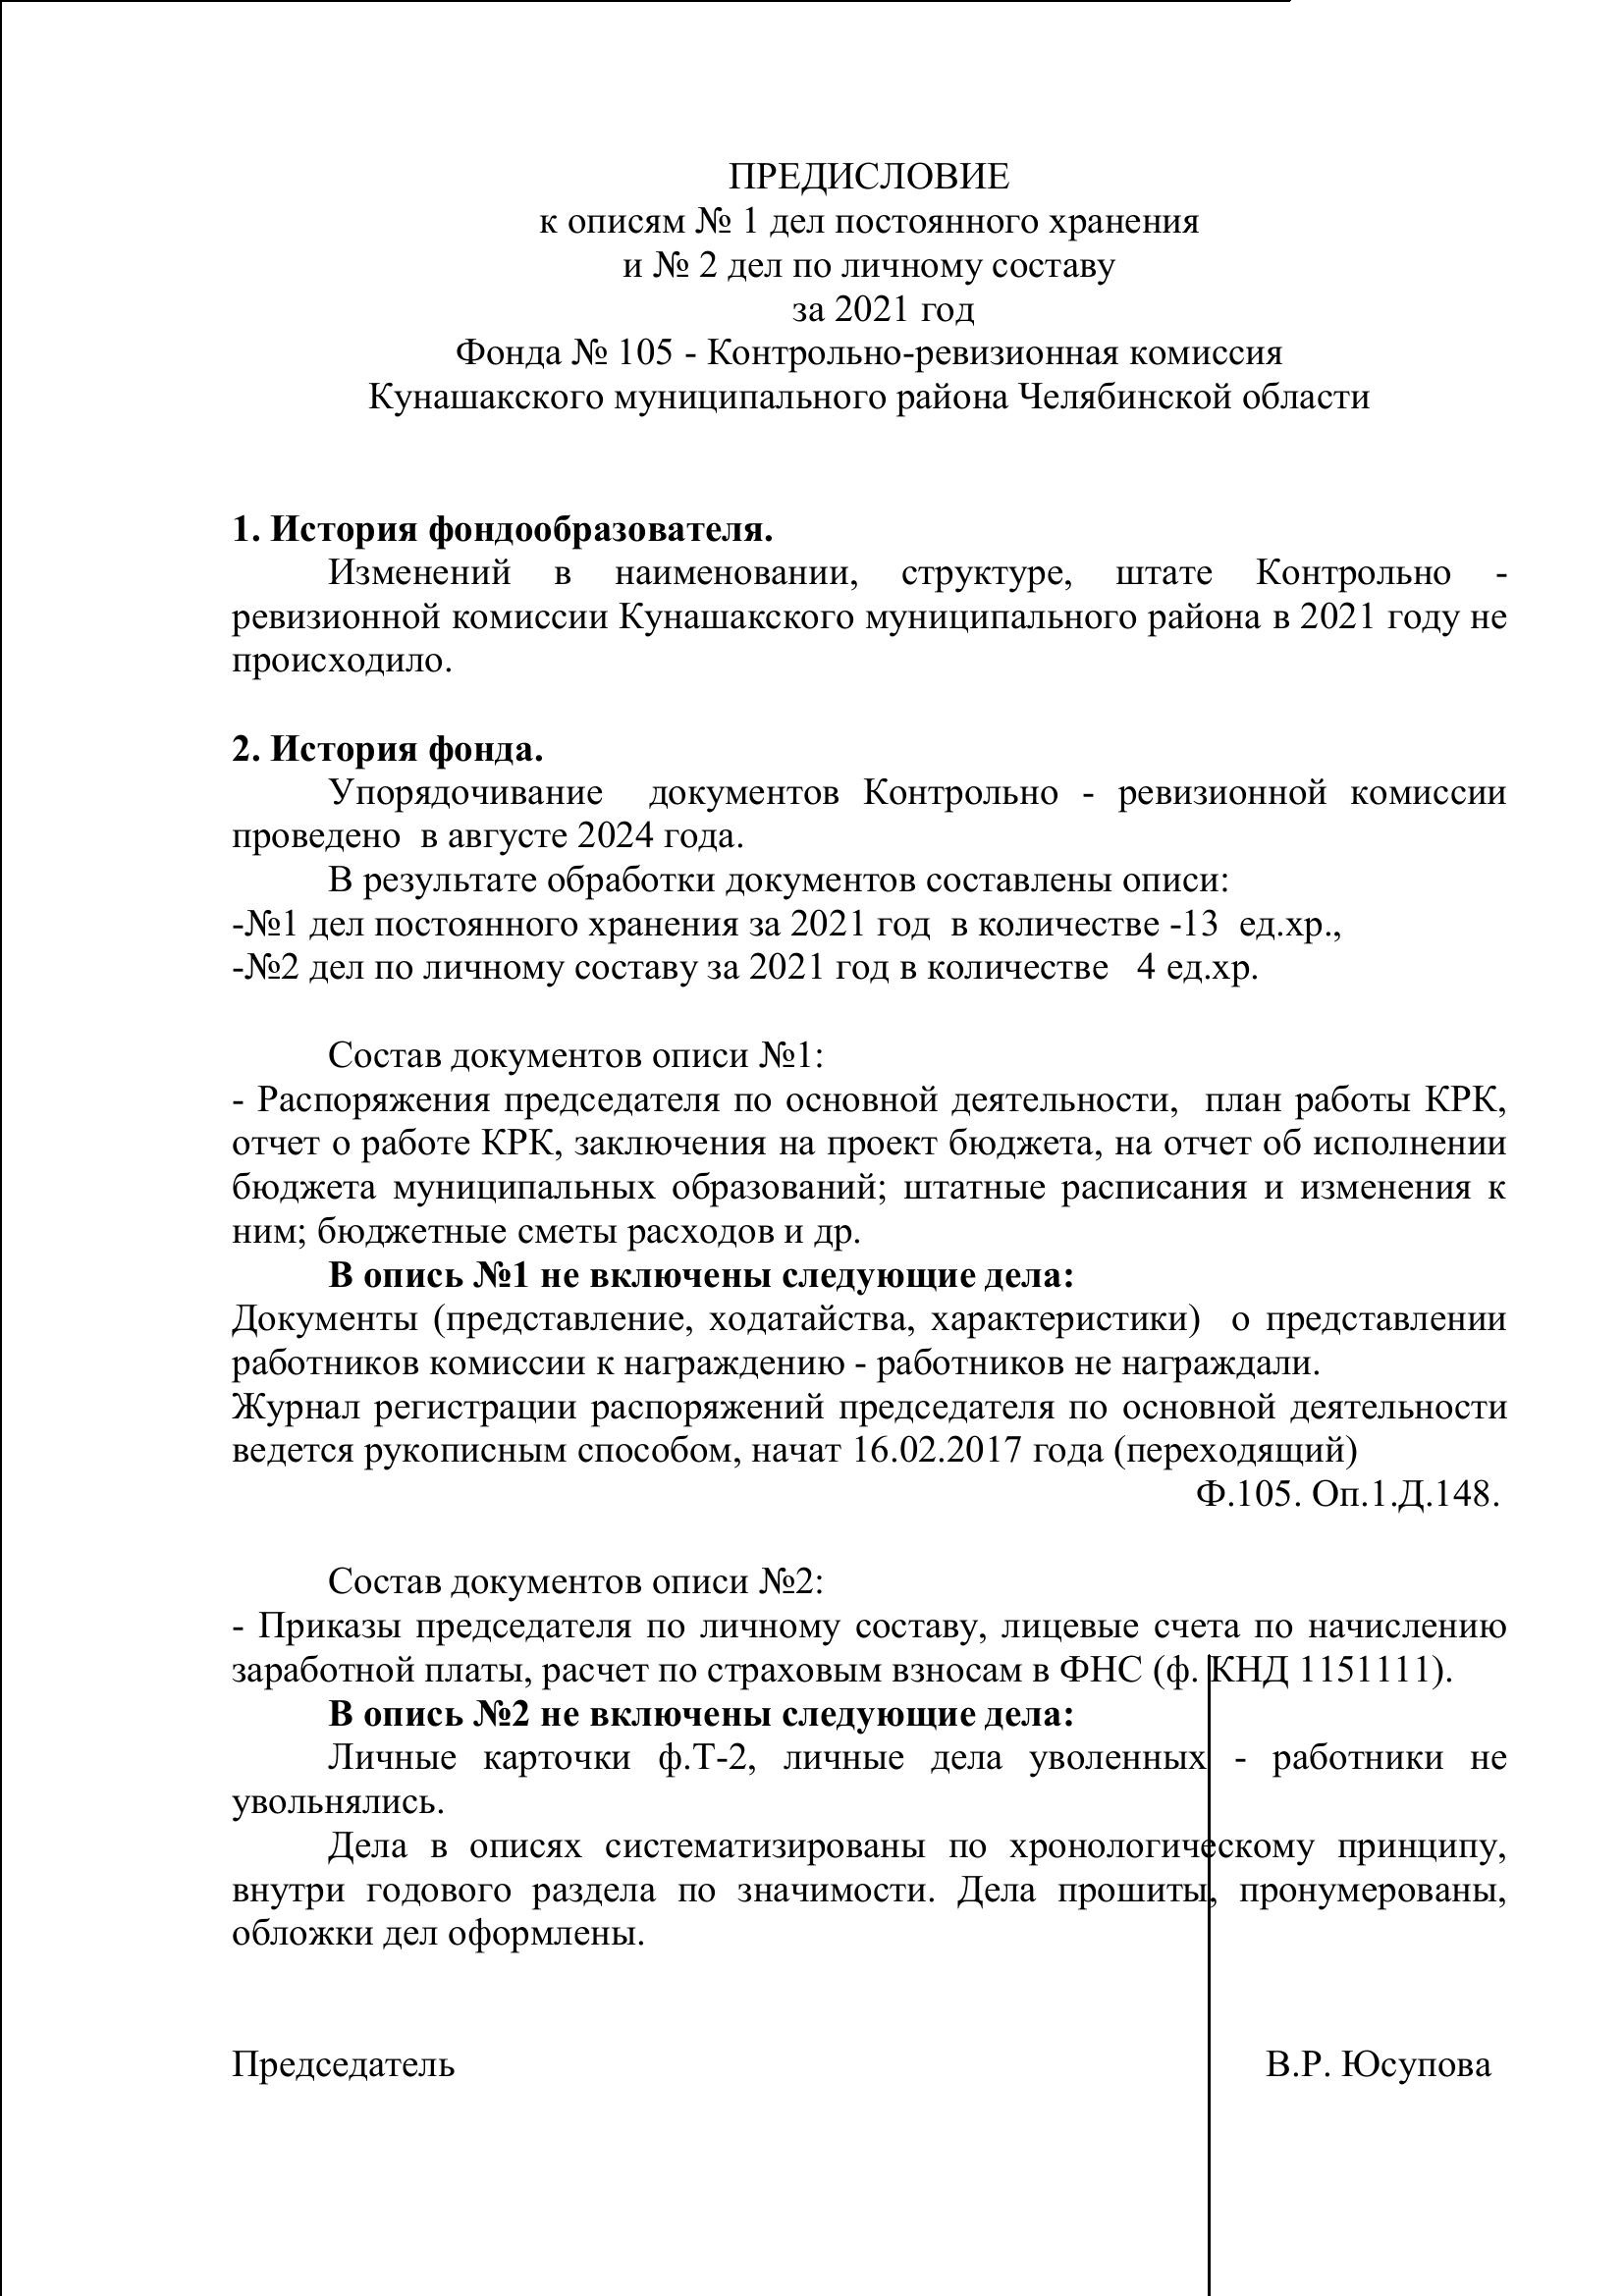 ПРЕДИСЛОВИЕ
к описям № 1 дел постоянного хранения
и № 2 дел по личному составу
за 2021 год
Фонда № 105 - Контрольно-ревизионная комиссия
Кунашакского муниципального района Челябинской области
1. История фондообразователя.
Изменений в наименовании, структуре, штате Контрольно -
ревизионной комиссии Кунашакского муниципального района в 2021 году не
происходило.
2. История фонда.
Упорядочивание  документов Контрольно - ревизионной комиссии
проведено  в августе 2024 года.
В результате обработки документов составлены описи:
-№1 дел постоянного хранения за 2021 год  в количестве -13  ед.хр.,
-№2 дел по личному составу за 2021 год в количестве   4 ед.хр.
Состав документов описи №1:
- Распоряжения председателя по основной деятельности,  план работы КРК,
отчет о работе КРК, заключения на проект бюджета, на отчет об исполнении
бюджета муниципальных образований; штатные расписания и изменения к
ним; бюджетные сметы расходов и др.
В опись №1 не включены следующие дела:
Документы (представление, ходатайства, характеристики)  о представлении
работников комиссии к награждению - работников не награждали.
Журнал регистрации распоряжений председателя по основной деятельности
ведется рукописным способом, начат 16.02.2017 года (переходящий)
Ф.105. Оп.1.Д.148.
Состав документов описи №2:
- Приказы председателя по личному составу, лицевые счета по начислению
заработной платы, расчет по страховым взносам в ФНС (ф. КНД 1151111).
В опись №2 не включены следующие дела:
Личные карточки ф.Т-2, личные дела уволенных - работники не
увольнялись.
Дела в описях систематизированы по хронологическому принципу,
внутри годового раздела по значимости. Дела прошиты, пронумерованы,
обложки дел оформлены.
Председатель В.Р. Юсупова